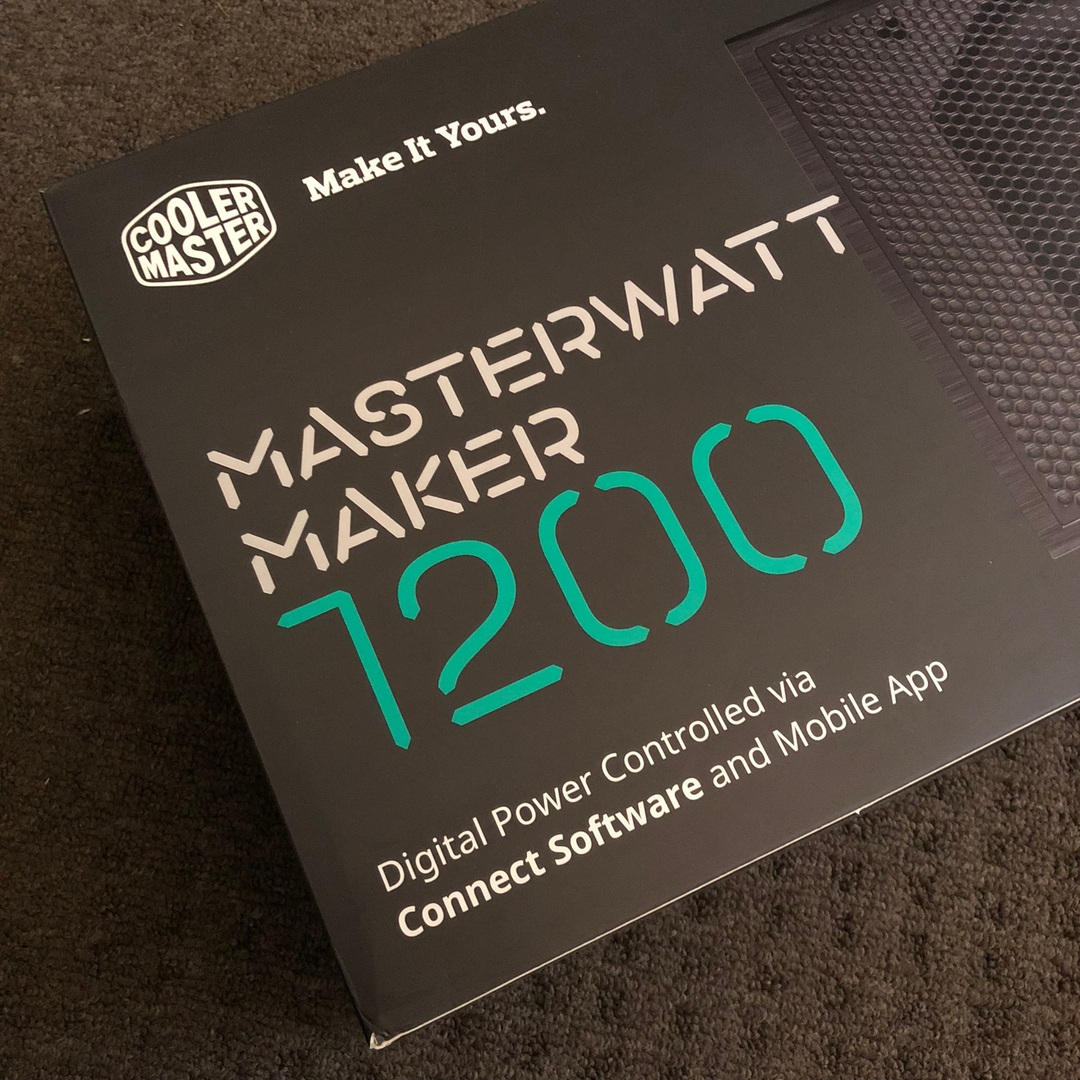 COOLER
MASTER
Make It Yours.
MASTERWATT
MAKER
1200
Digital Power Controlled via
Connect Software and Mobile App